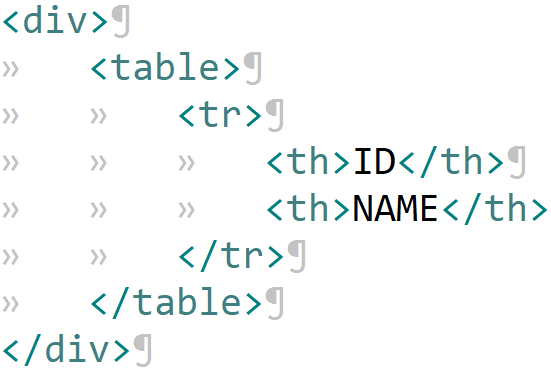 <div>¶
»	<table>¶
»	»	<tr>¶
»	»	»	<th>ID</th>¶
»	»	»	<th>NAME</th>
»	»	</tr>¶
»	</table>¶
</div>¶